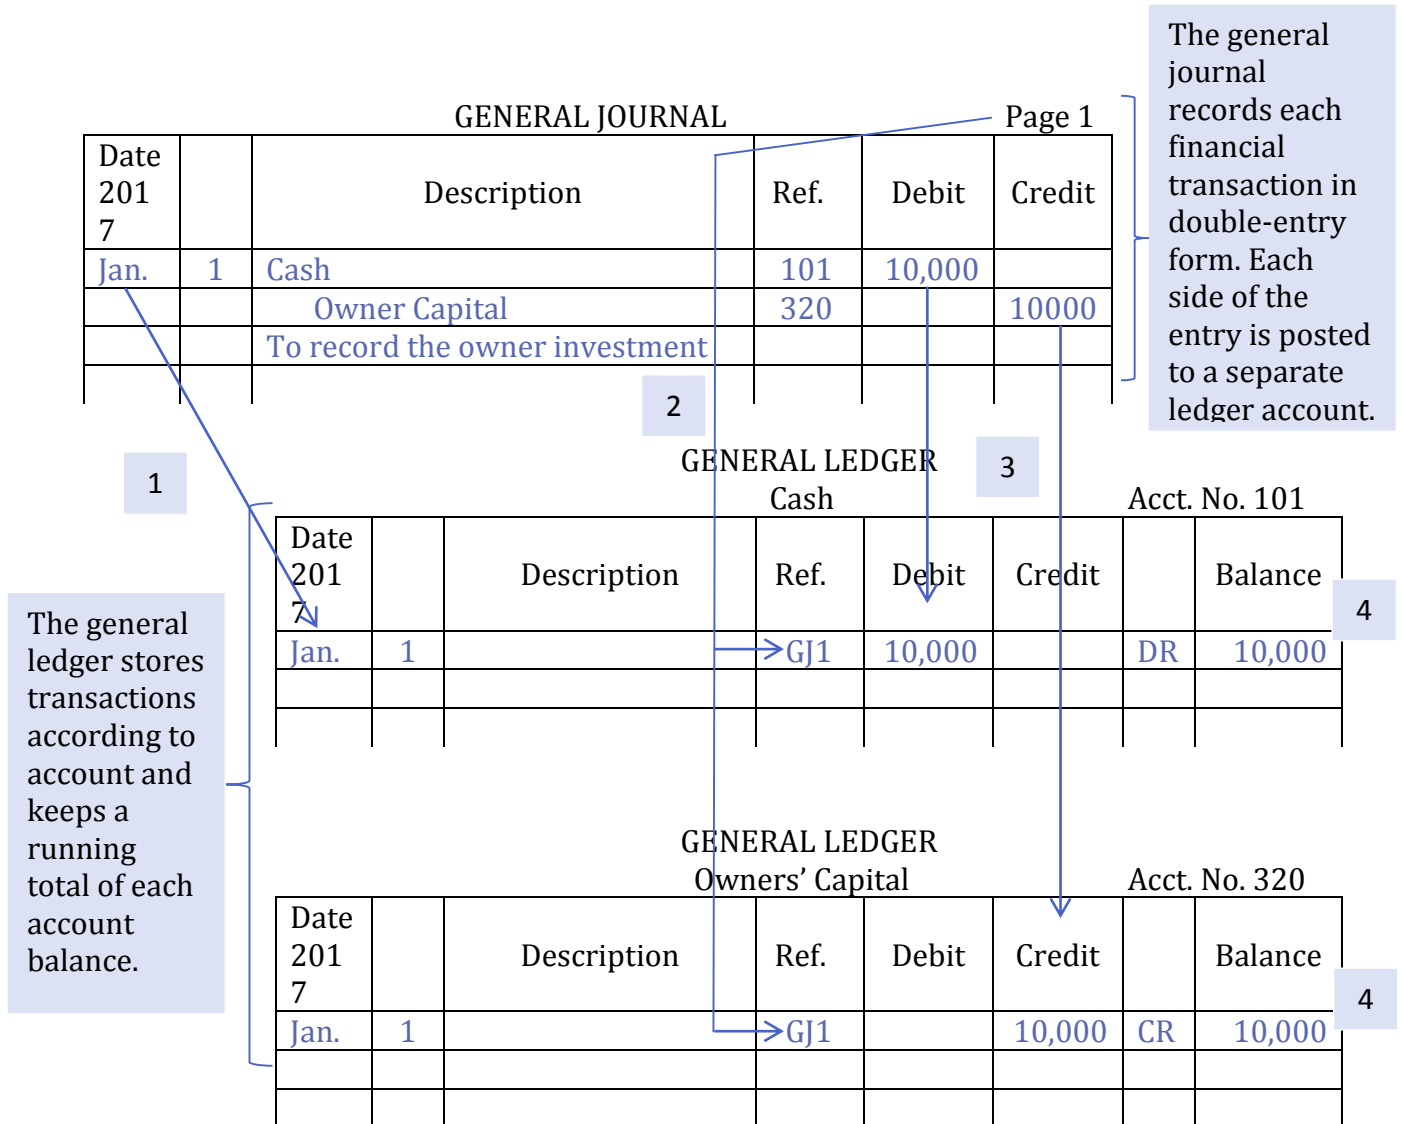 The general
journal
records each
financial
transaction in
double-entry
form. Each
side of the
entry is posted
to a separate
ledger account.
GENERAL JOURNAL Page 1
Date
201
7
Description Ref. Debit Credit
Jan. 1 Cash 101 10,000
Owner Capital 320 10000
To record the owner investment
2
1
3
GENERAL LEDGER
Cash Acct. No. 101
Date
201
7
Description Ref. Debit Credit Balance
4
Jan. 1 GJ1 10,000 DR 10,000
The general
ledger stores
transactions
according to
account and
keeps a
running
total of each
account
balance.
GENERAL LEDGER
Owners’ Capital Acct. No. 320
Date
201
7
Description Ref. Debit Credit Balance
4
Jan. 1 GJ1 10,000 CR 10,000